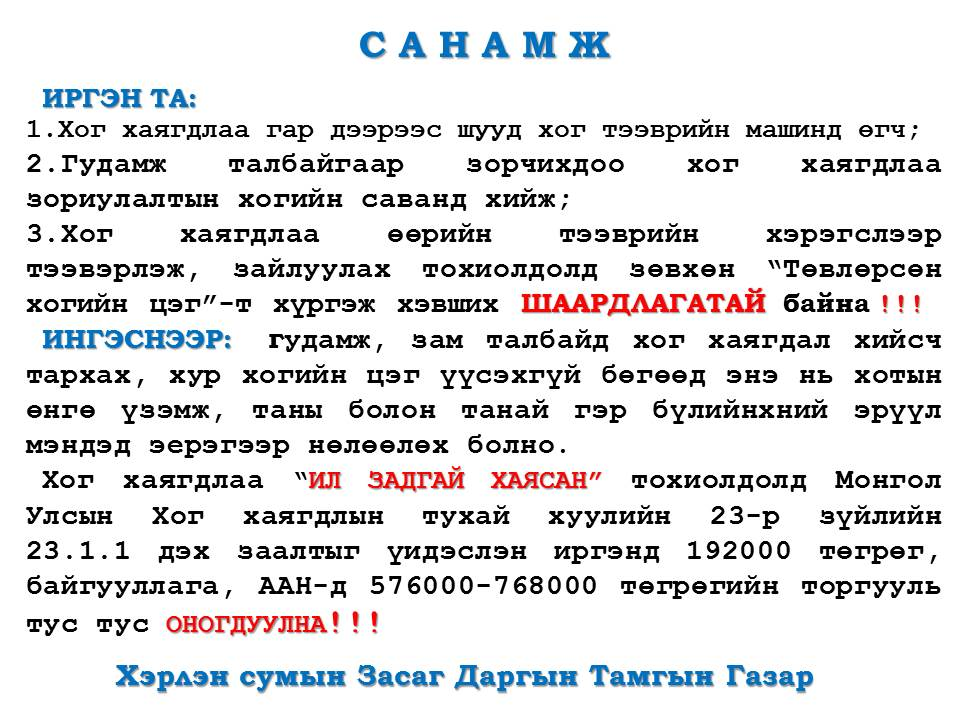 С А Н А М Ж
ИРГЭН ТА:
1.Хог хаягдлаа гар дээрээс шууд хог тээврийн машинд өгч;
2.Гудамж талбайгаар зорчихдоо хог хаягдлаа
зориулалтын хогийн саванд хийж;
3.Хог хаягдлаа өөрийн тээврийн хэрэгслээр
тээвэрлэж, зайлуулах тохиолдолд зөвхөн “Төвлөрсөн
хогийн цэг”-т хүргэж хэвших ШААРДЛАГАТАЙ байна !!!
ИНГЭСНЭЭР: гудамж, зам талбайд хог хаягдал хийсч
тархах, хур хогийн цэг үүсэхгүй бөгөөд энэ нь хотын
өнгө үзэмж, таны болон танай гэр бүлийнхний эрүүл
мэндэд эерэгээр нөлөөлөх болно.
Хог хаягдлаа “ИЛ ЗАДГАЙ ХАЯСАН” тохиолдолд Монгол
Улсын Хог хаягдлын тухай хуулийн 23-р зүйлийн
23.1.1 дэх заалтыг үидэслэн иргэнд 192000 төгрөг,
байгууллага, ААН-д 576000-768000 төгрөгийн торгууль
тус тус ОНОГДУУЛНА!!!
Хэрлэн сумын Засаг Даргын Тамгын Газар